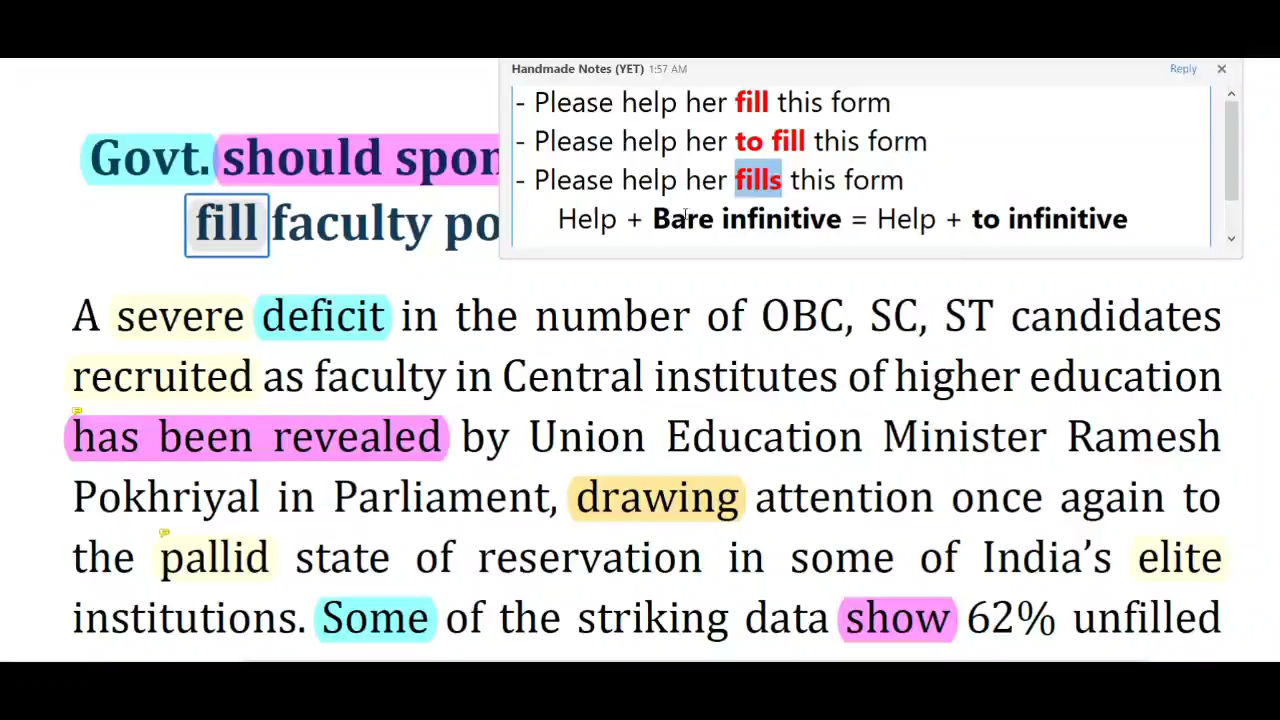 Handmade Notes (YET) 1:57 AM Reply
- Please help her fill this form
- Please help her to fill this form
- Please help her fills this form
Help + Bare infinitive = Help + to infinitive
Govt. should spon
fill faculty po
A severe deficit in the number of OBC, SC, ST candidates
recruited as faculty in Central institutes of higher education
has been revealed by Union Education Minister Ramesh
Pokhriyal in Parliament, drawing attention once again to
the pallid state of reservation in some of India’s elite
institutions. Some of the striking data show 62% unfilled